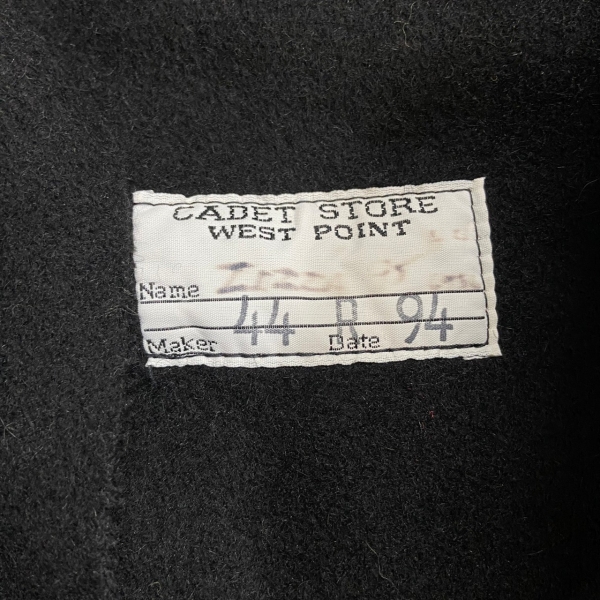 CADET STORE
WEST POINT
Name
44 R 94
Maker Date